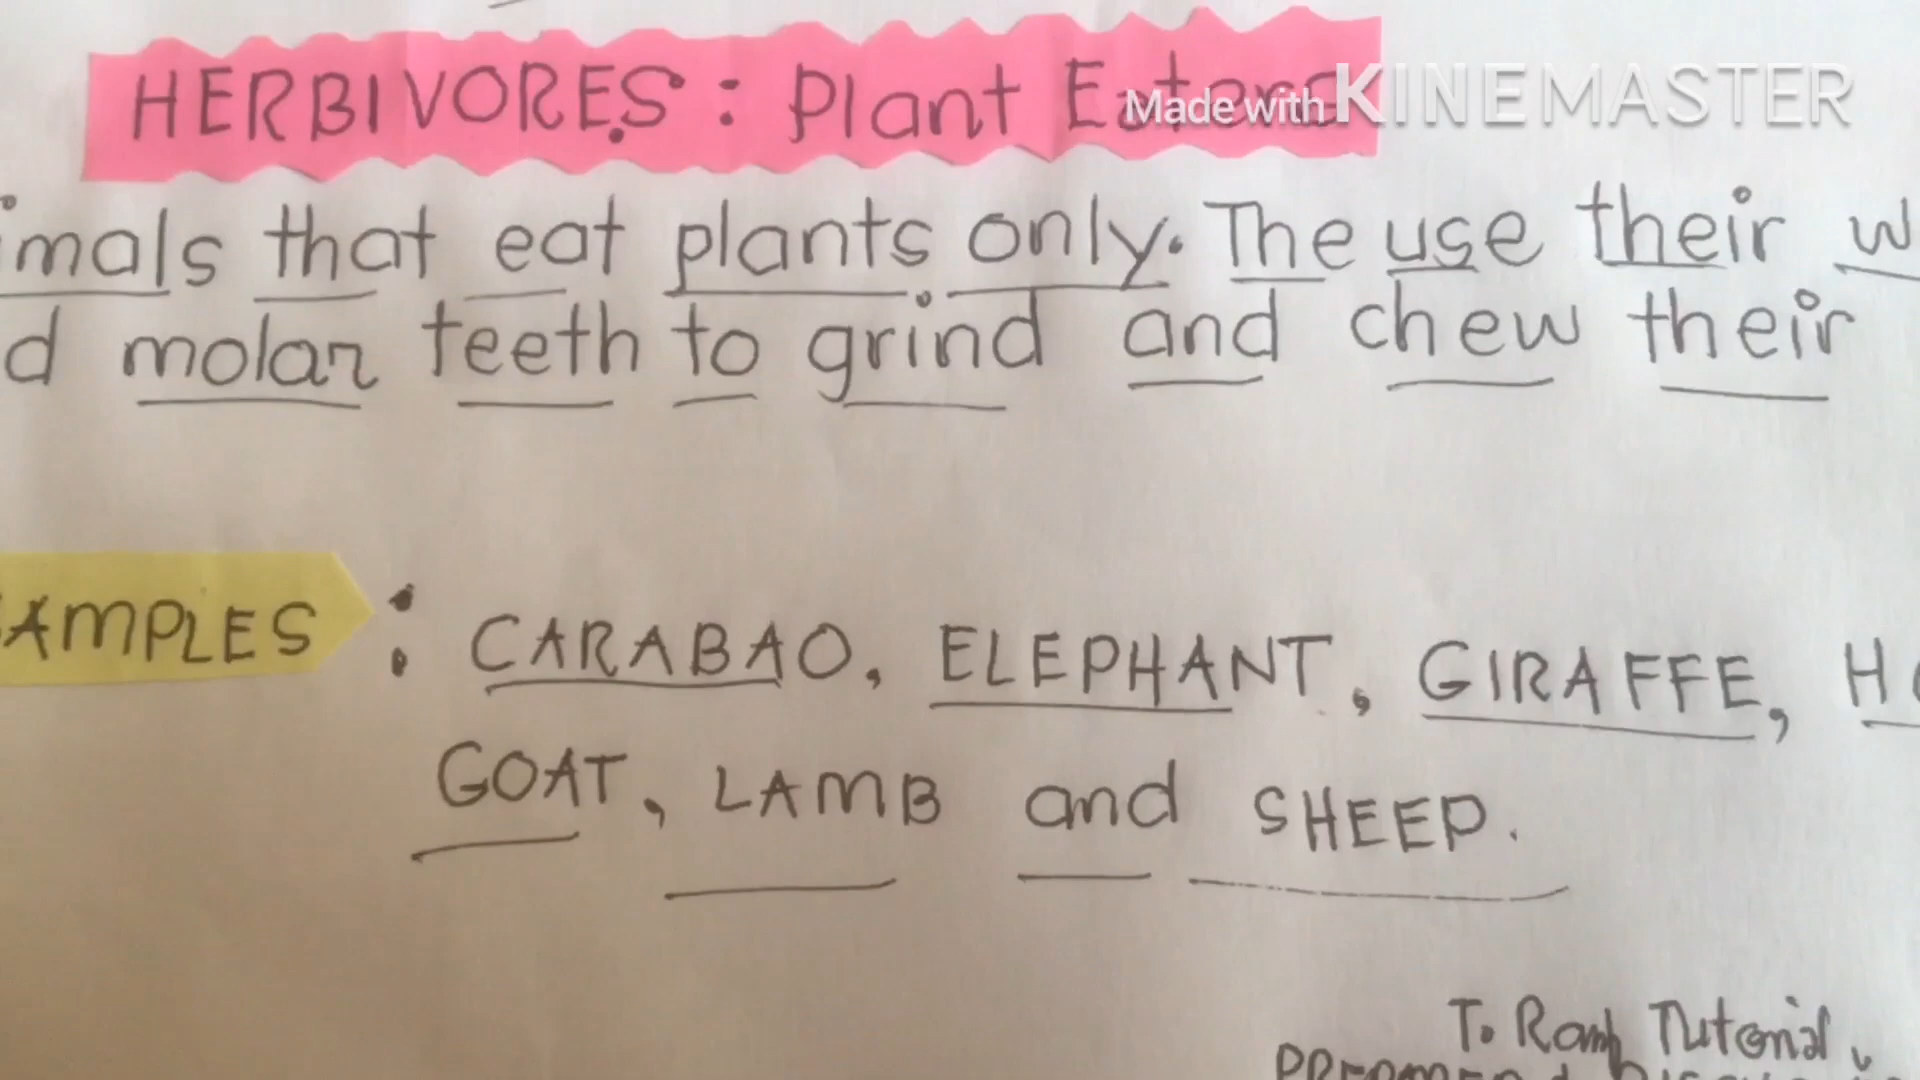 HERBIVORES: Plant Eaters
Made with KINEMASTER
imals that eat plants only. The use their w
d molar teeth to grind and chew their
AMPLES : CARABAO, ELEPHANT, GIRAFFE, HO
GOAT, LAMB and SHEEP.
T. Tutorial